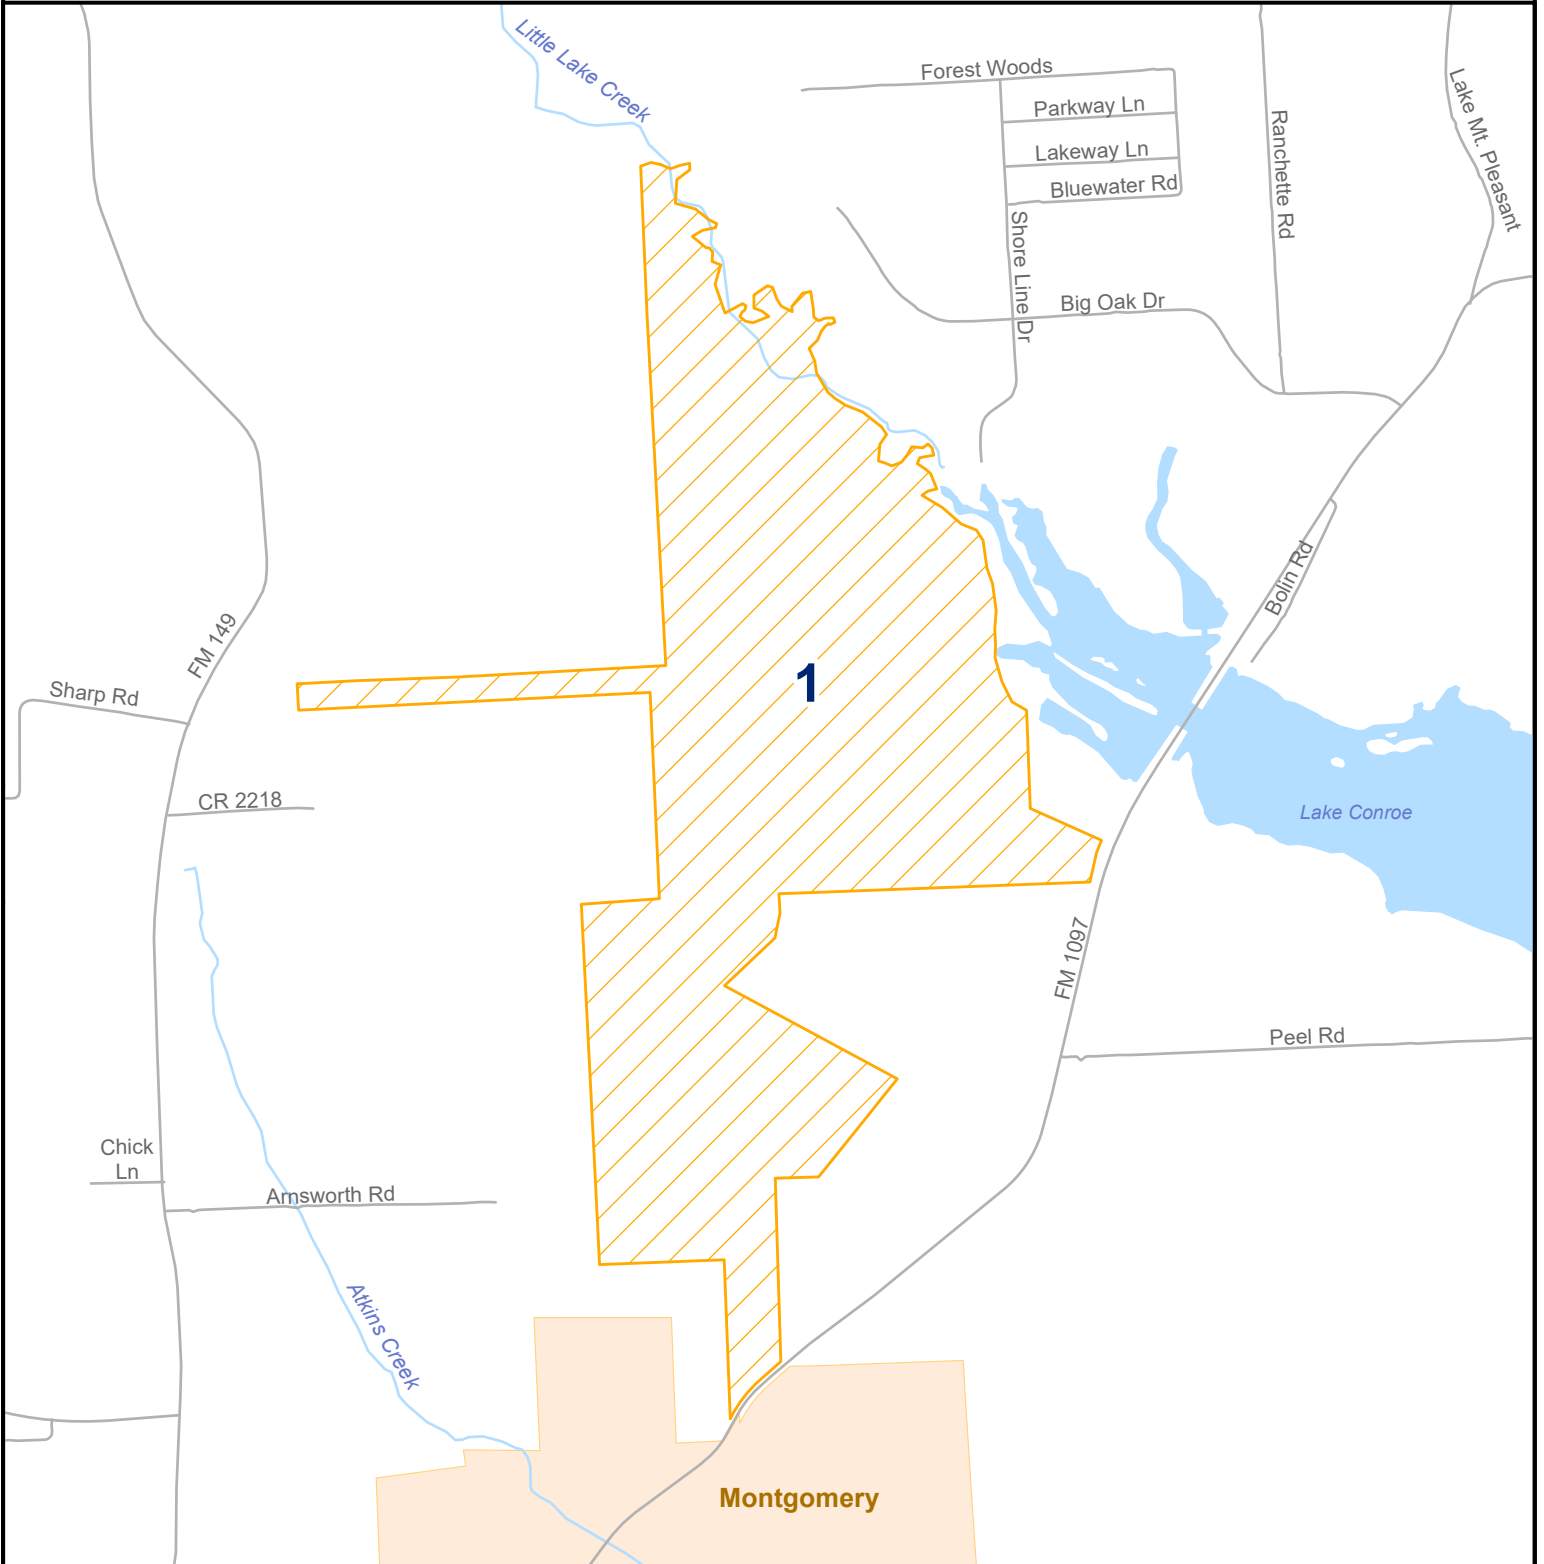 Little Lake Creek
Forest Woods
Parkway Ln
Lakeway Ln
Bluewater Rd
Ranchette Rd
Lake Mt. Pleasant
Shore Line Dr
Big Oak Dr
Bolin Rd
FM 149
Sharp Rd
1
CR 2218
Lake Conroe
FM 1097
Peel Rd
Chick
Ln
Arnsworth Rd
Atkins Creek
Montgomery